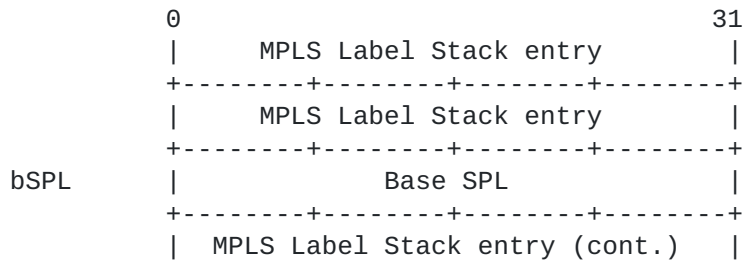 0                                 31
          |     MPLS Label Stack entry        |
          +--------+--------+--------+--------+
          |     MPLS Label Stack entry        |
          +--------+--------+--------+--------+
bSPL      |             Base SPL              |
          +--------+--------+--------+--------+
          |  MPLS Label Stack entry (cont.)   |